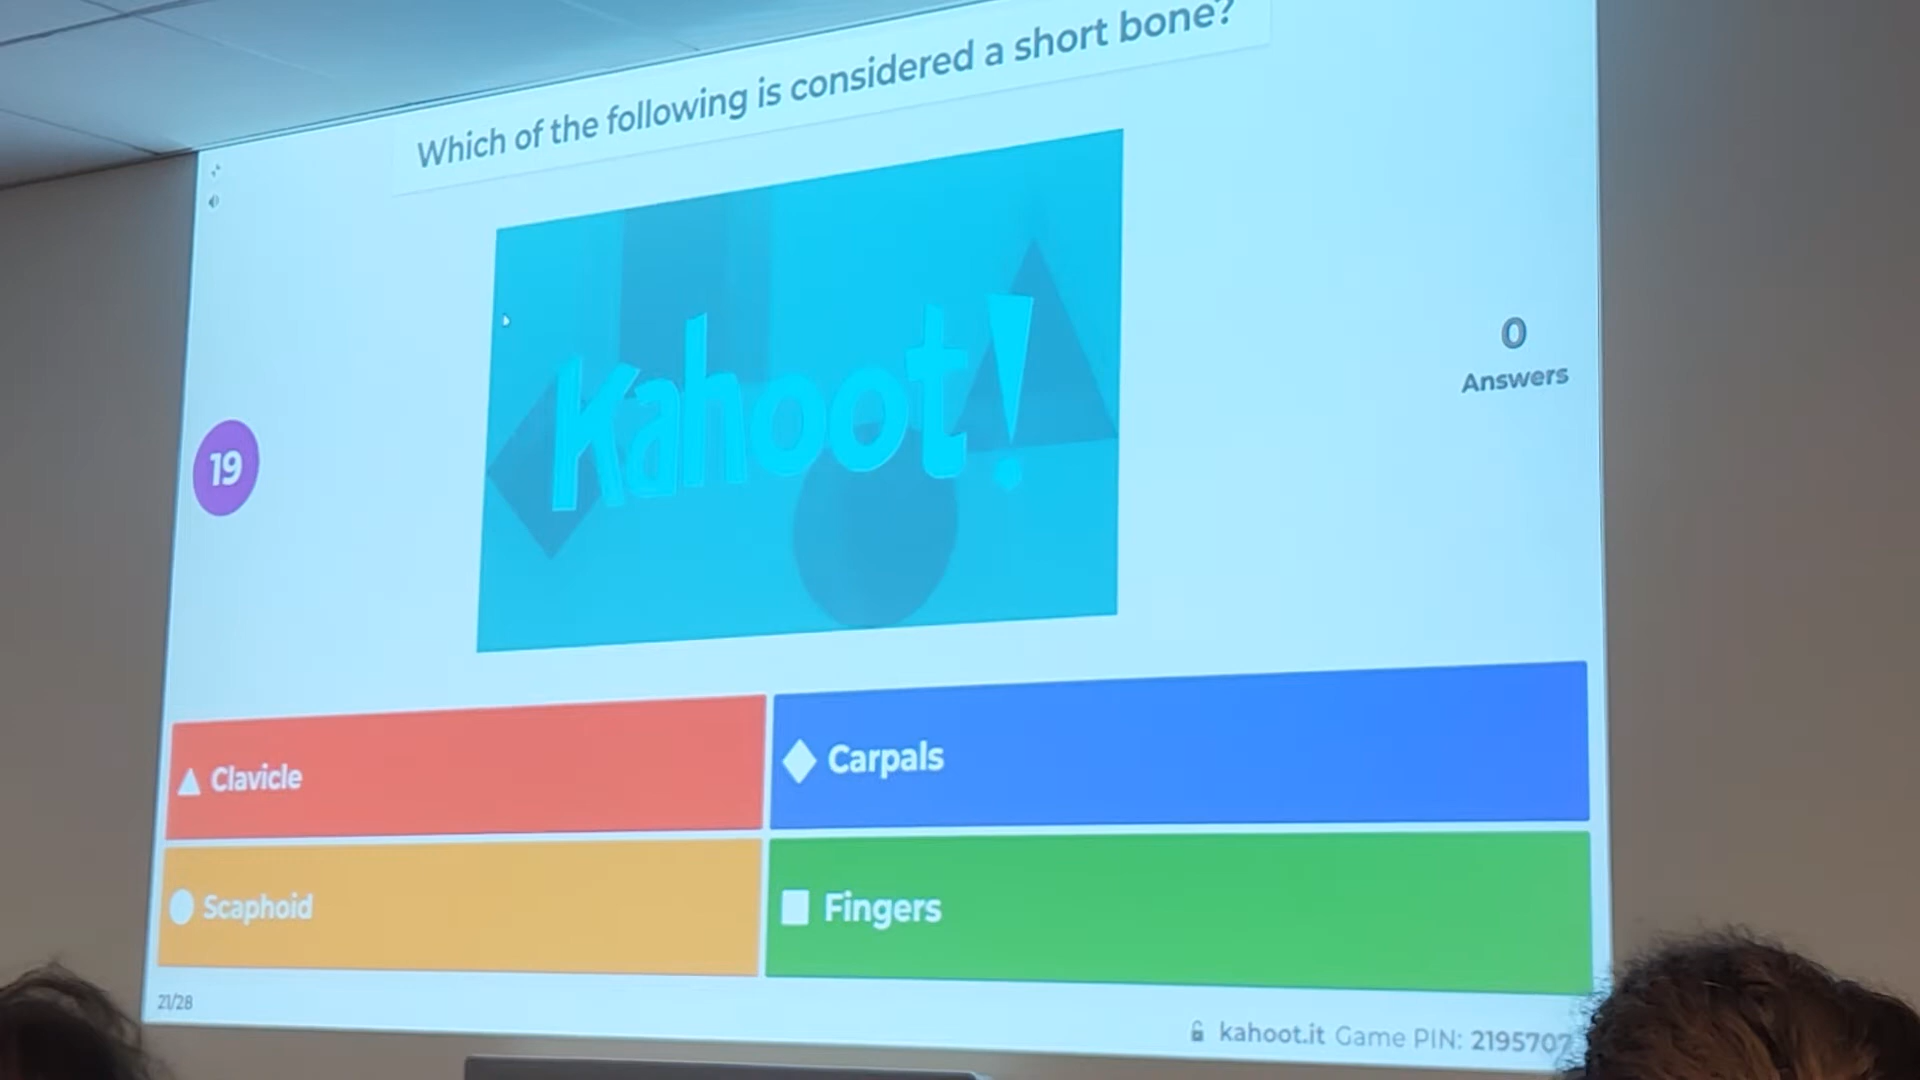 Which of the following is considered a short bone?
Kahoot!
19
0
Answers
Clavicle
Carpals
Scaphoid
Fingers
21/28
kahoot.it Game PIN: 2195707